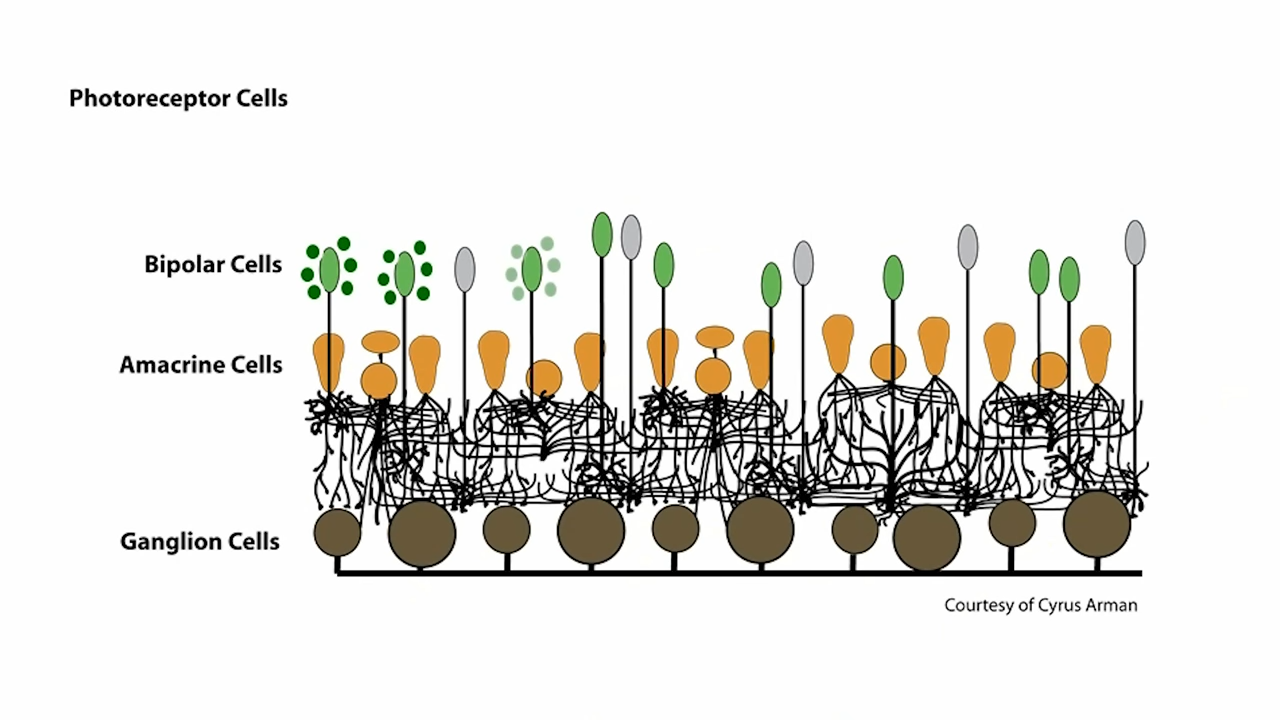 Photoreceptor Cells
Bipolar Cells
Amacrine Cells
Ganglion Cells
Courtesy of Cyrus Arman